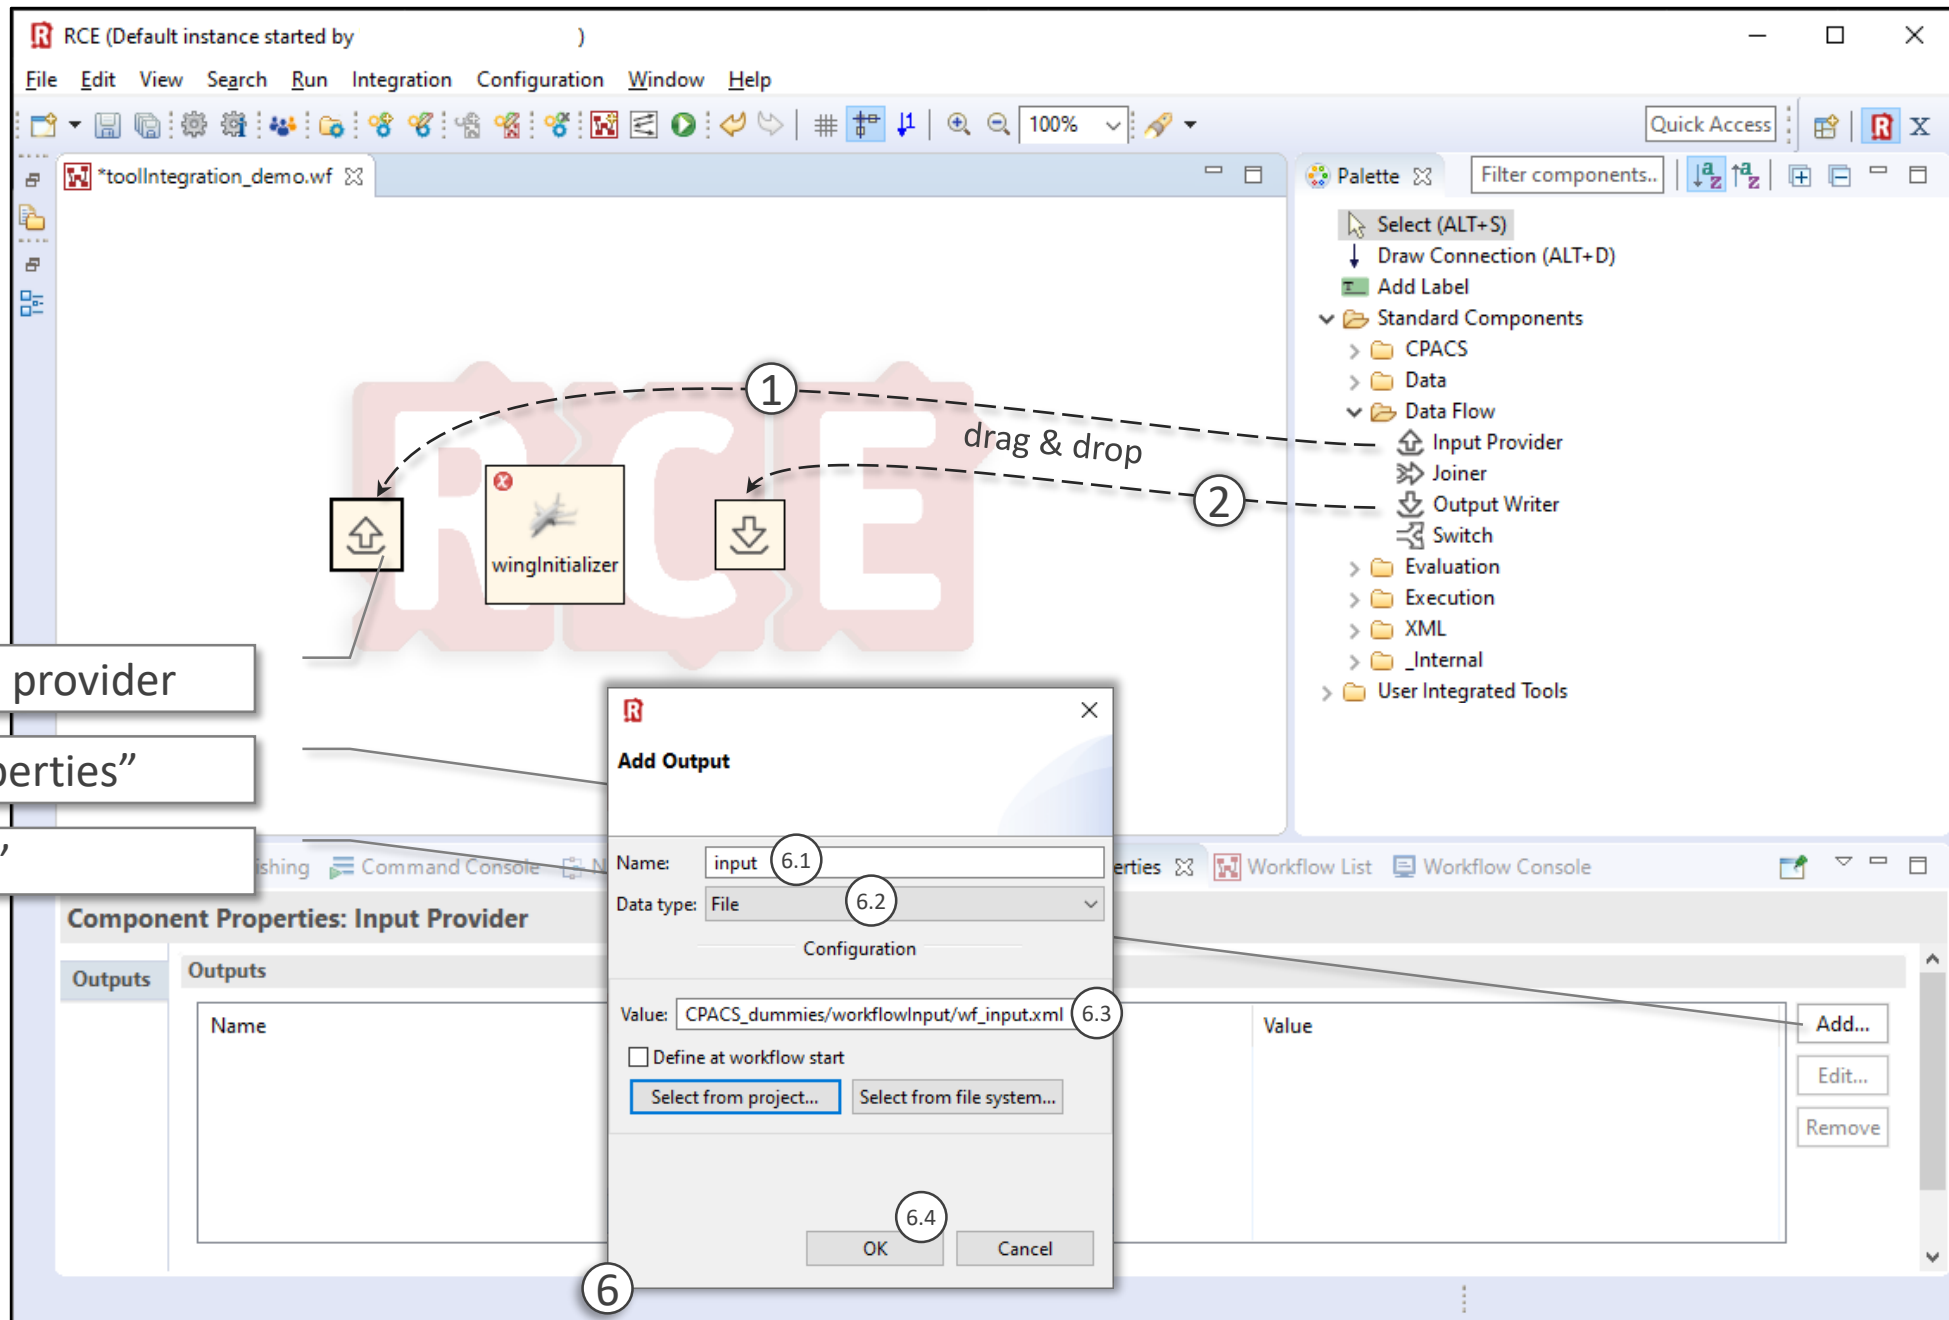 RCE (Default instance started by )
File Edit View Search Run Integration Configuration Window Help
100%
Quick Access
*toolIntegration_demo.wf
Palette
Filter components..
Select (ALT+S)
Draw Connection (ALT+D)
Add Label
Standard Components
CPACS
Data
Data Flow
Input Provider
Joiner
Output Writer
Switch
Evaluation
Execution
XML
_Internal
User Integrated Tools
RCE
1
drag & drop
2
wingInitializer
provider
perties”
”
Add Output
Name: input 6.1
Data type: File 6.2
Configuration
Value: CPACS_dummies/workflowInput/wf_input.xml 6.3
Define at workflow start
Select from project... Select from file system...
6.4
OK Cancel
6
ishing Command Console N erties Workflow List Workflow Console
Component Properties: Input Provider
Outputs
Outputs
Name Value
Add...
Edit...
Remove